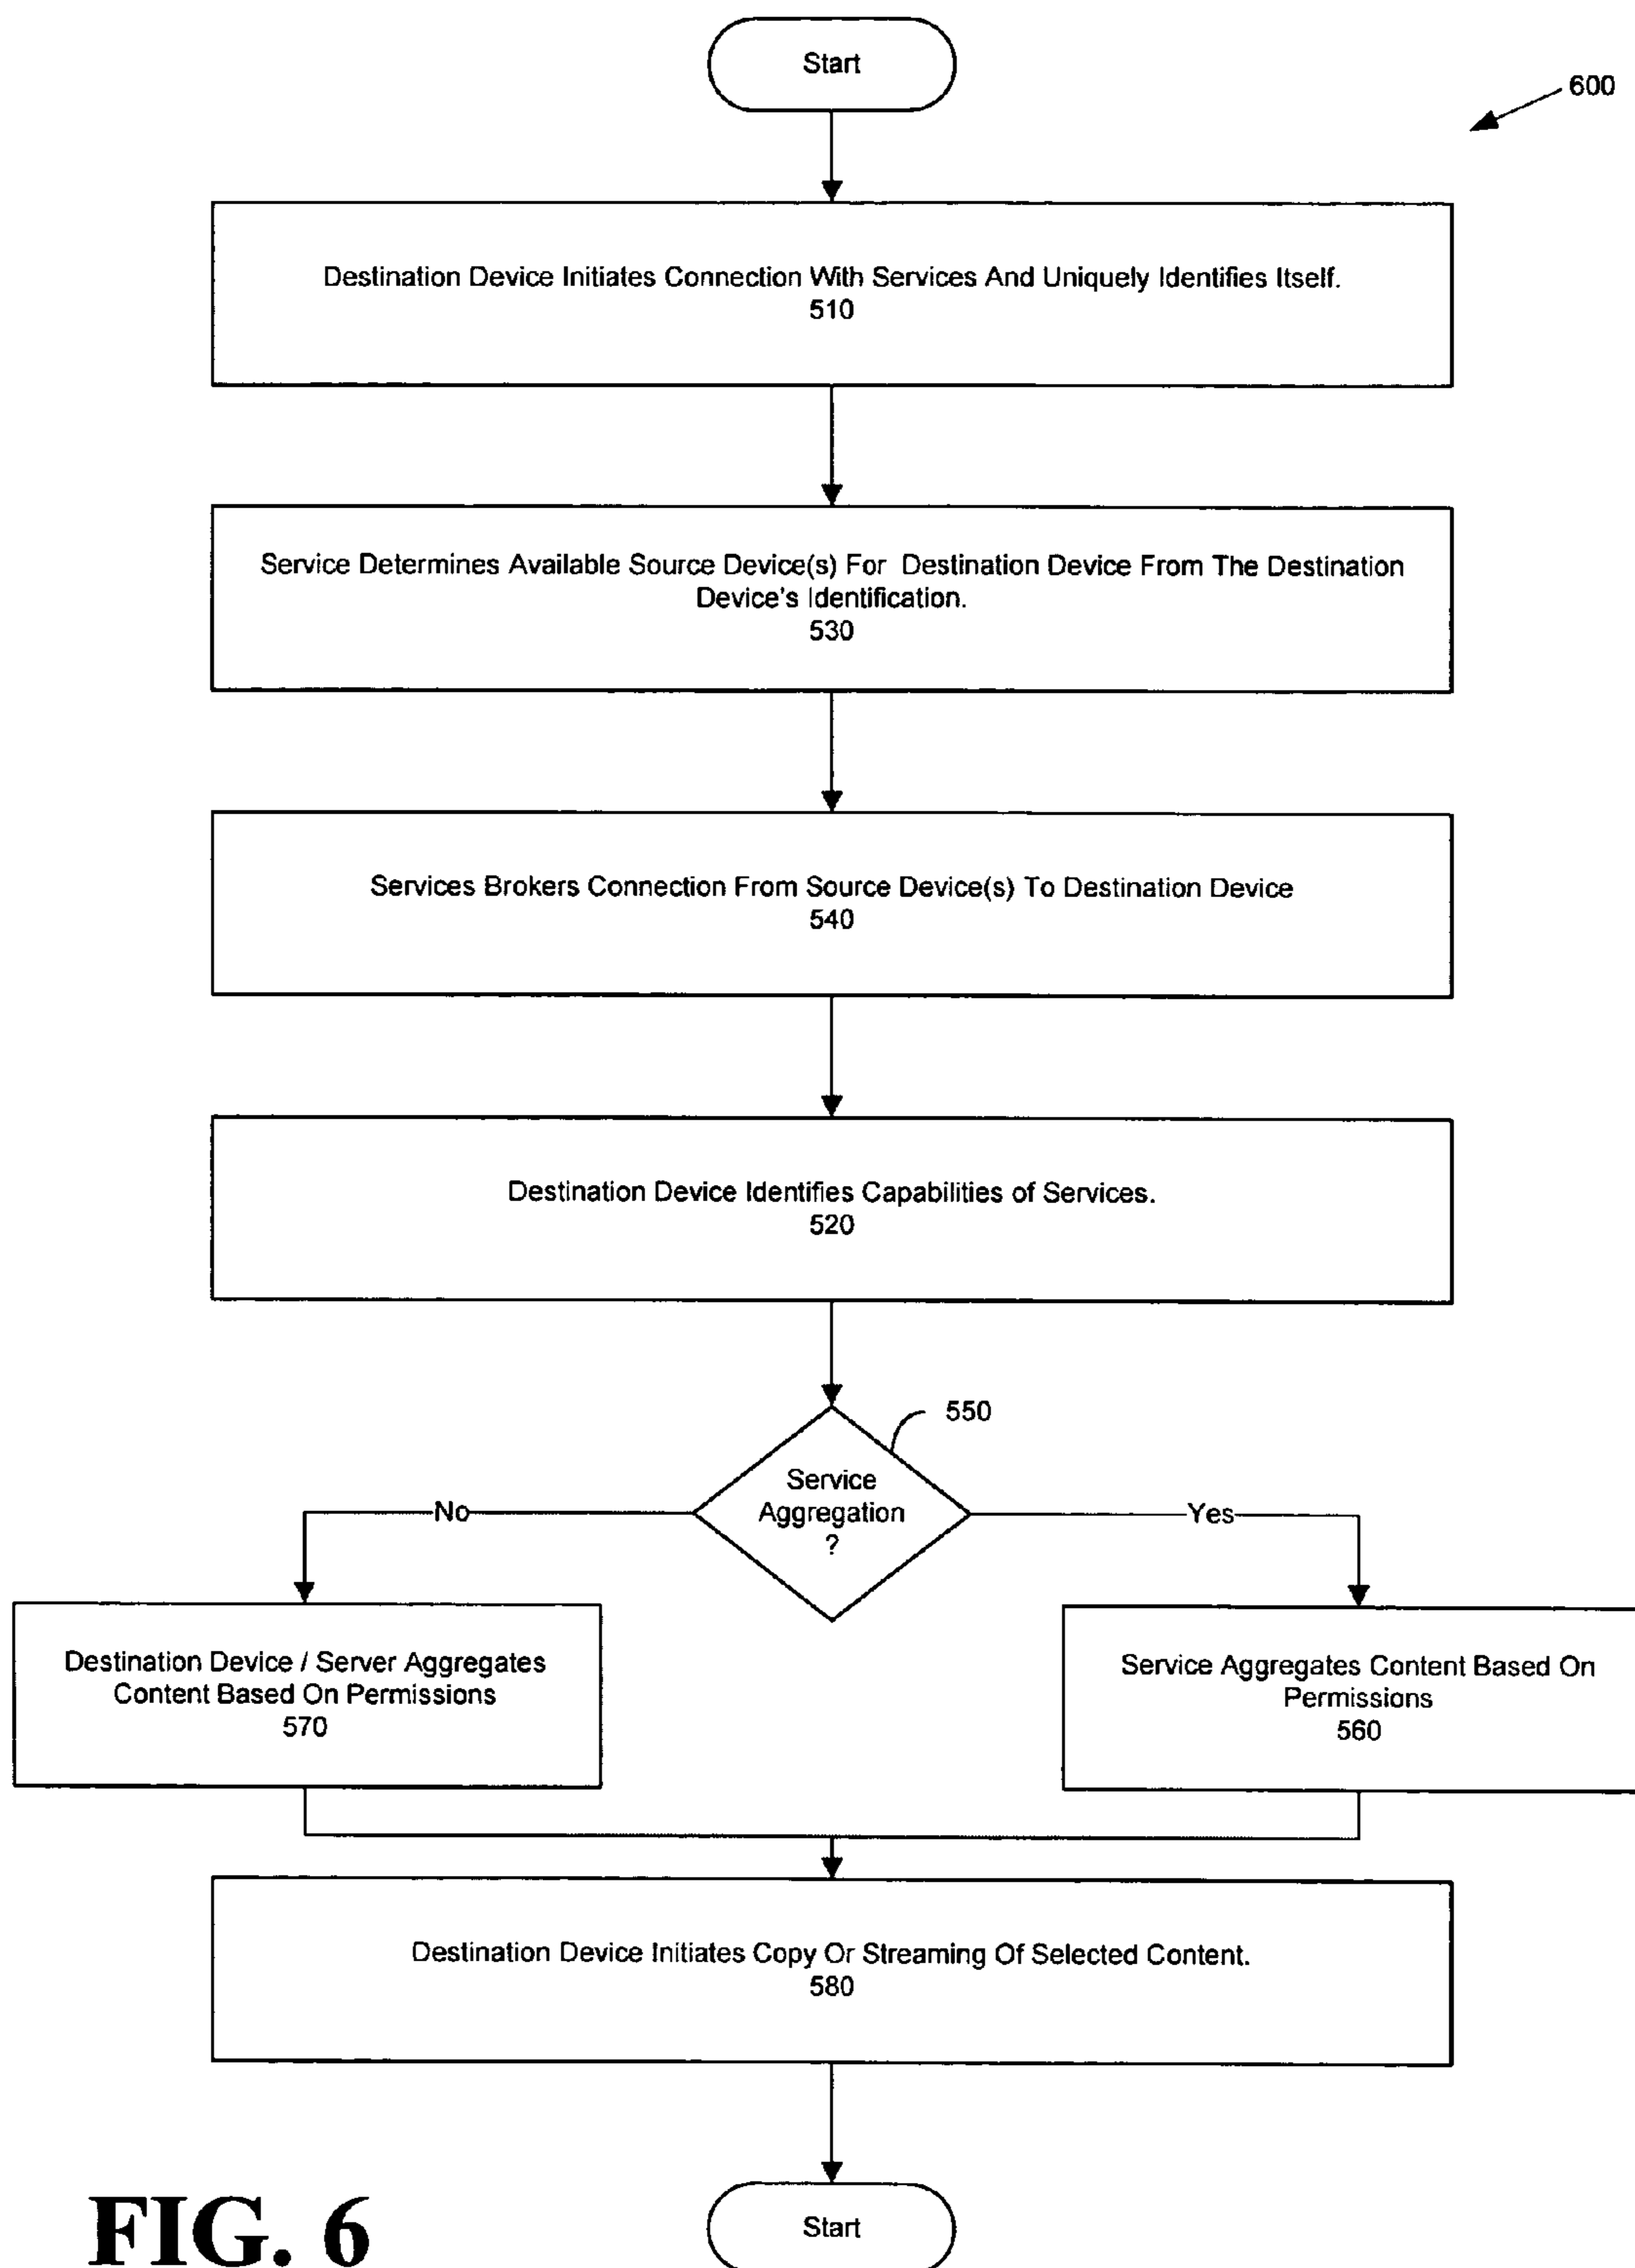 Start
600
Destination Device Initiates Connection With Services And Uniquely Identifies Itself.
510
Service Determines Available Source Device(s) For Destination Device From The Destination
Device's Identification.
530
Services Brokers Connection From Source Device(s) To Destination Device
540
Destination Device Identifies Capabilities of Services.
520
550
Service
Aggregation
?
No
Yes
Destination Device / Server Aggregates
Content Based On Permissions
570
Service Aggregates Content Based On
Permissions
560
Destination Device Initiates Copy Or Streaming Of Selected Content.
580
Start
FIG. 6